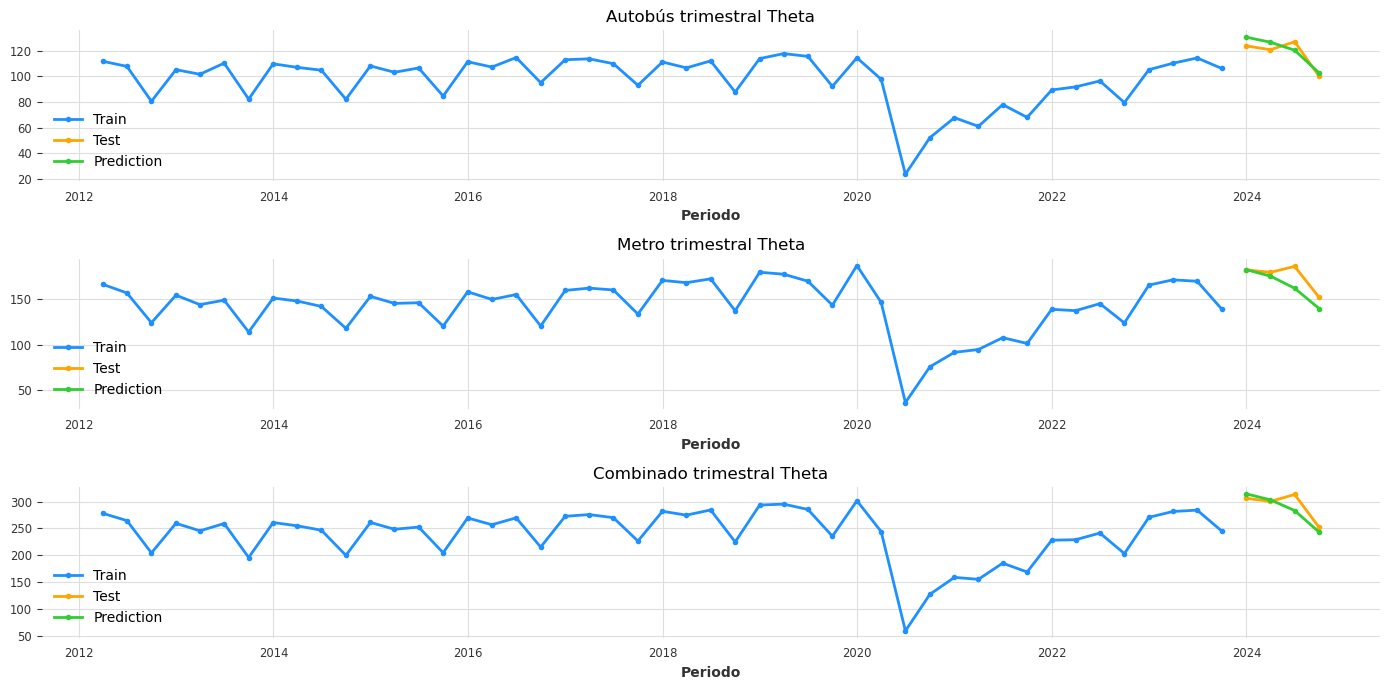 Autobús trimestral Theta
120
100
80
60
40
20
Train
Test
Prediction
2012 2014 2016 2018 2020 2022 2024
Periodo
Metro trimestral Theta
150
100
50
Train
Test
Prediction
2012 2014 2016 2018 2020 2022 2024
Periodo
Combinado trimestral Theta
300
250
200
150
100
50
Train
Test
Prediction
2012 2014 2016 2018 2020 2022 2024
Periodo